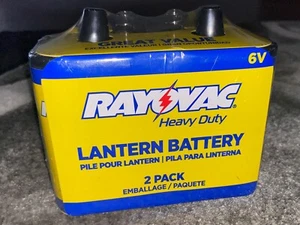 GREAT VALUE
6V
RAYOVAC
Heavy Duty
LANTERN BATTERY
PILE POUR LANTERN | PILA PARA LINTERNA
2 PACK
EMBALLAGE / PAQUETE